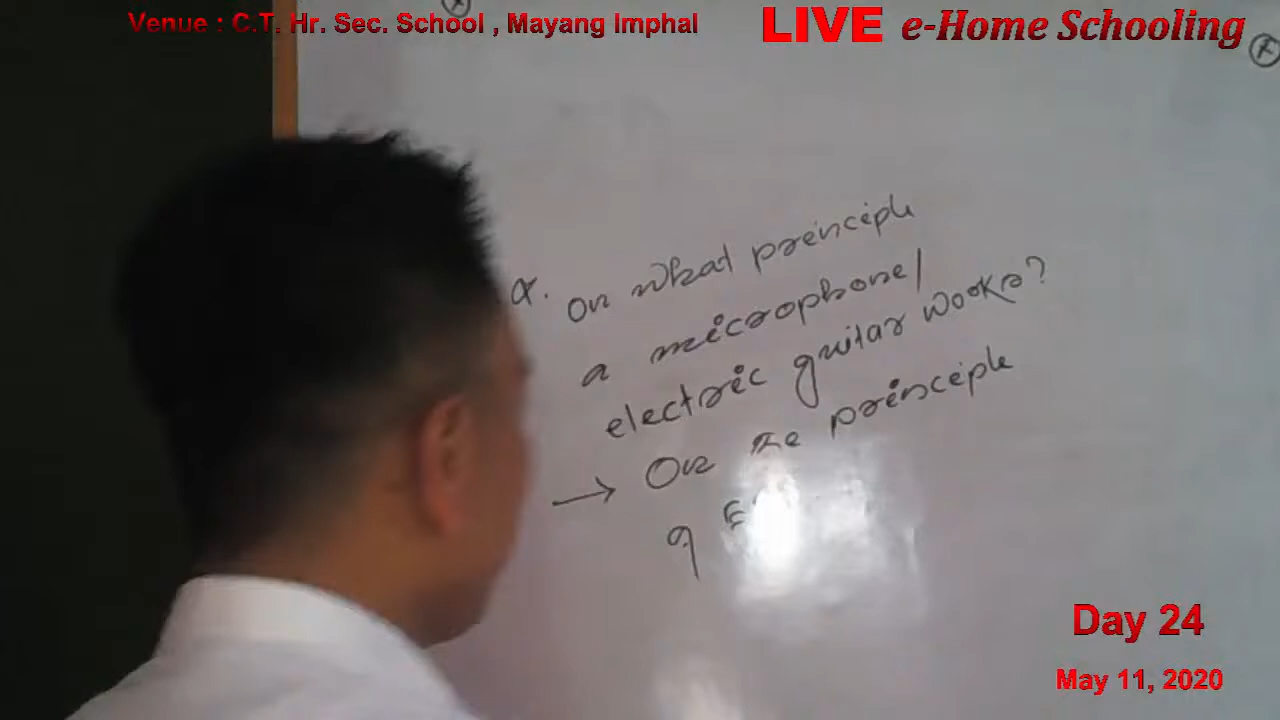 Venue : C.T. Hr. Sec. School , Mayang Imphal
LIVE e-Home Schooling
Q. On what principle
a microphone/
electric guitar works?
→ On the principle
of
Day 24
May 11, 2020